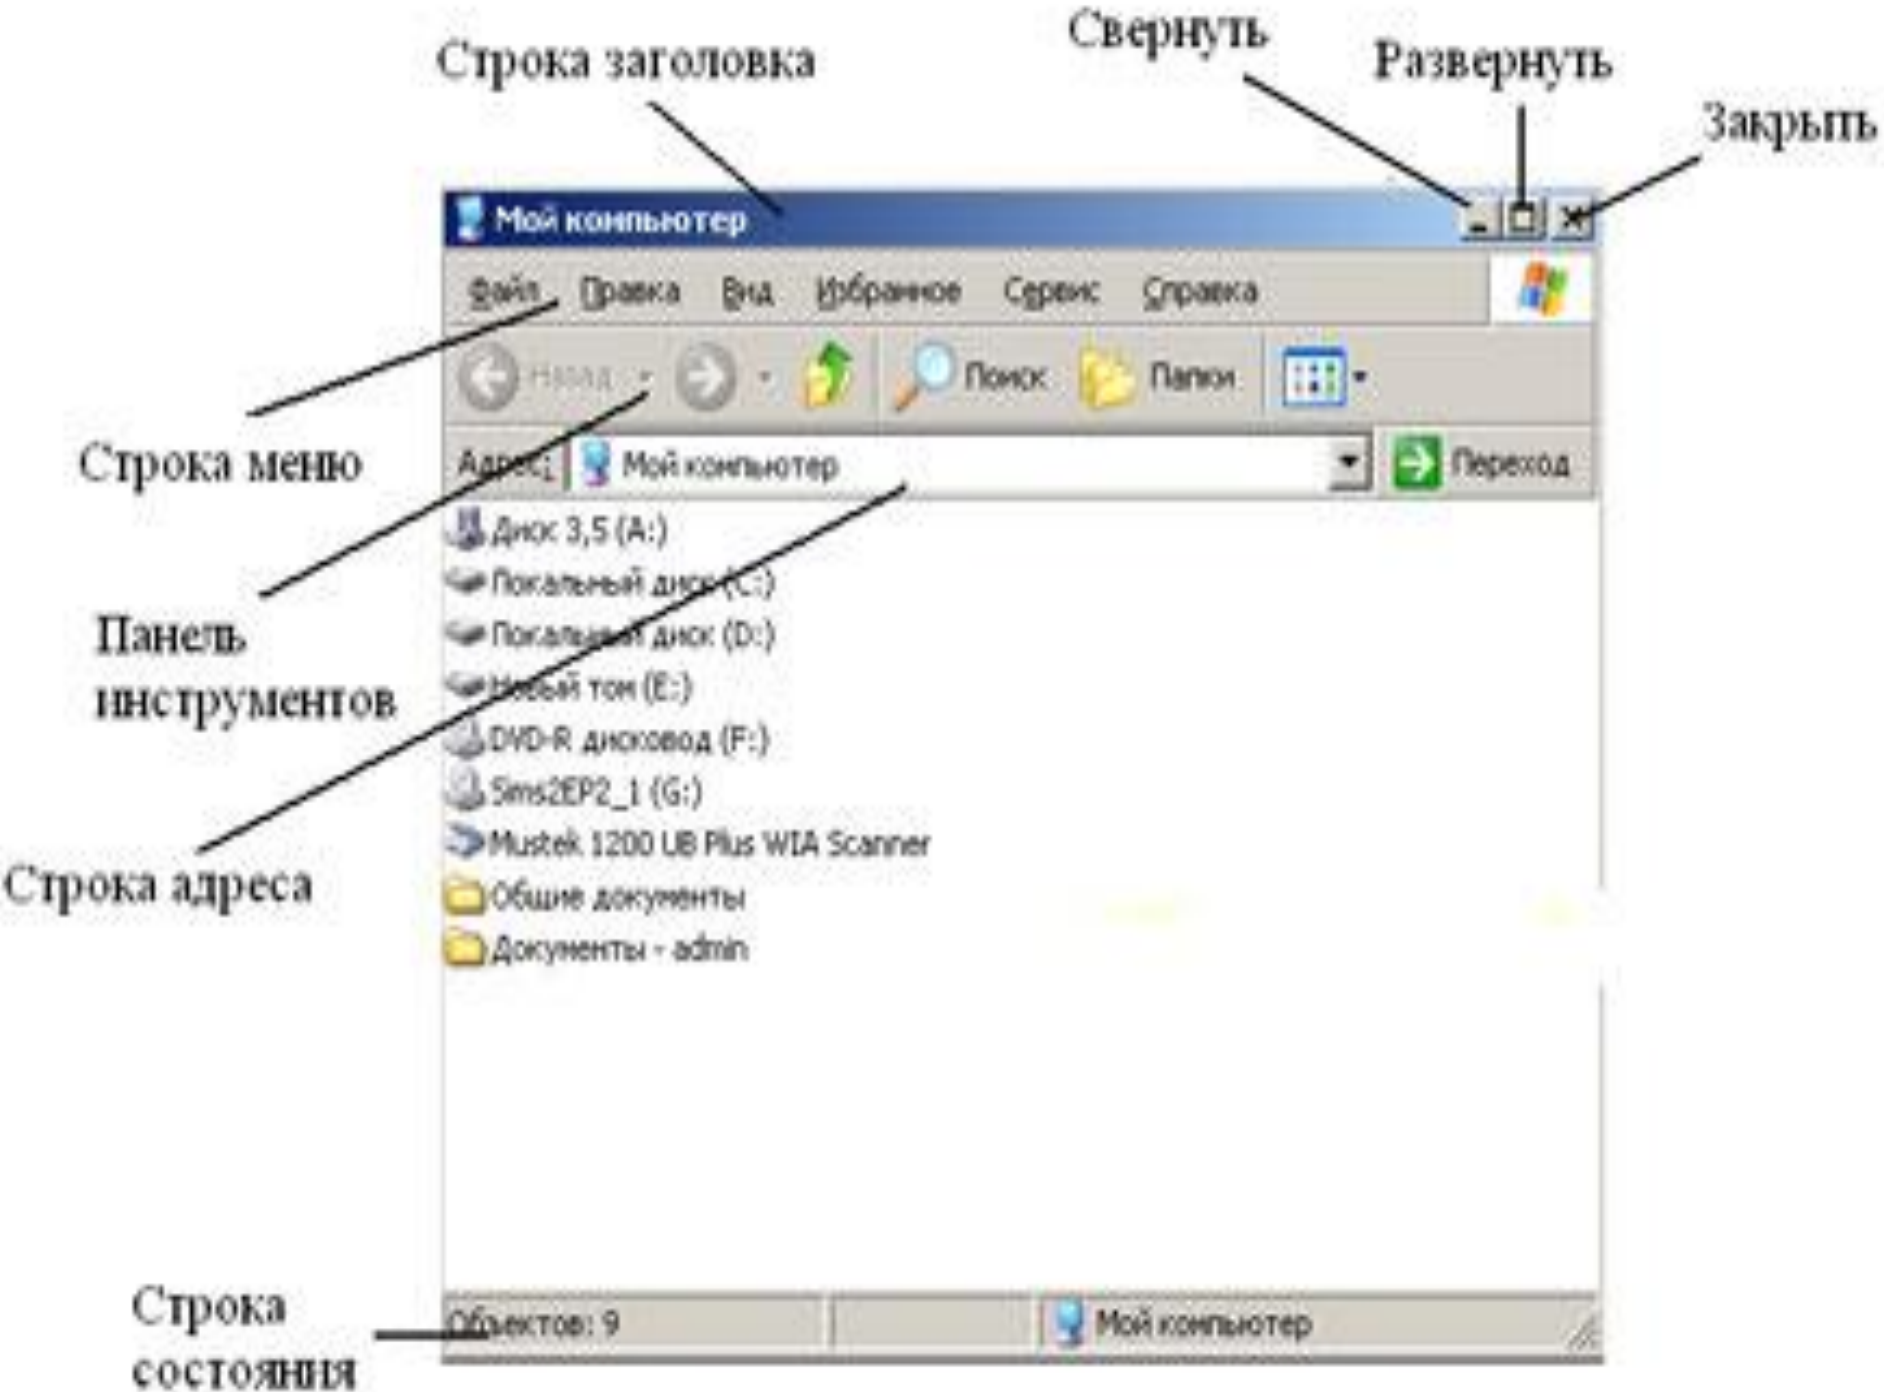 Строка заголовка
Свернуть
Развернуть
Закрыть
Мой компьютер
Файл Правка Вид Избранное Сервис Справка
Назад Поиск Папки
Строка меню
Адрес: Мой компьютер Переход
Диск 3,5 (A:)
Локальный диск (C:)
Локальный диск (D:)
Новый том (E:)
DVD-R дисковод (F:)
Sims2EP2_1 (G:)
Mustek 1200 UB Plus WIA Scanner
Общие документы
Документы - admin
Панель
инструментов
Строка адреса
Строка
состояния
Объектов: 9 Мой компьютер